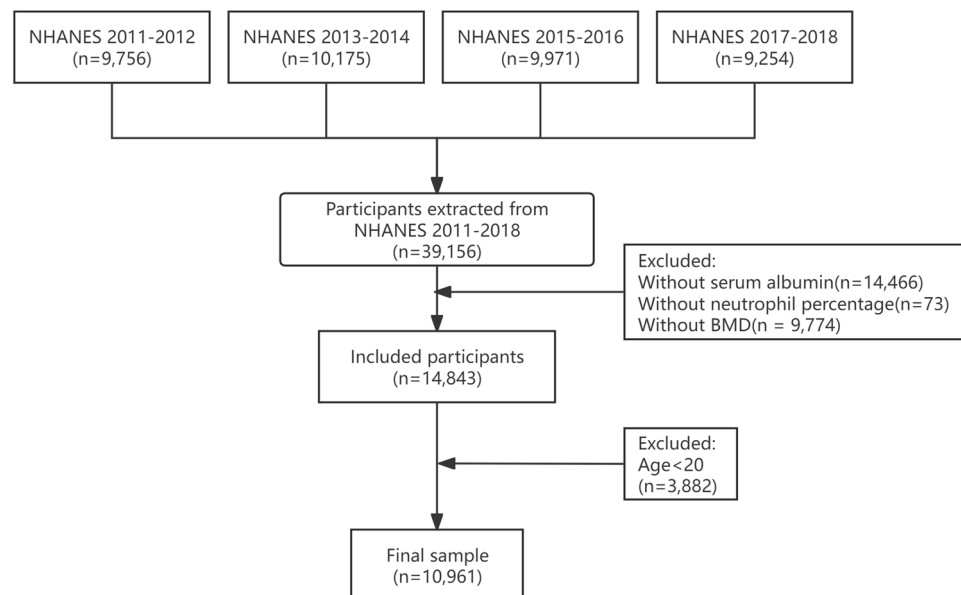 NHANES 2011-2012
(n=9,756)
NHANES 2013-2014
(n=10,175)
NHANES 2015-2016
(n=9,971)
NHANES 2017-2018
(n=9,254)
Participants extracted from
NHANES 2011-2018
(n=39,156)
Excluded:
Without serum albumin(n=14,466)
Without neutrophil percentage(n=73)
Without BMD(n = 9,774)
Included participants
(n=14,843)
Excluded:
Age<20
(n=3,882)
Final sample
(n=10,961)